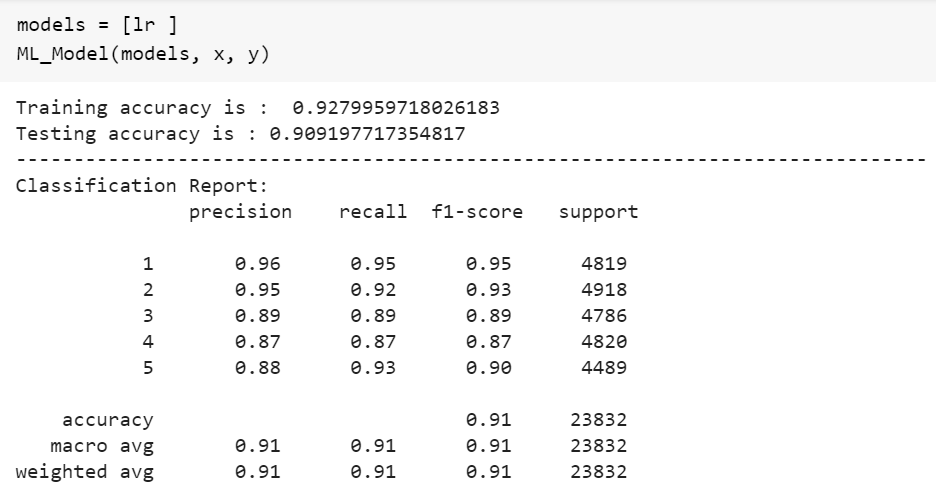 models = [lr ]
ML_Model(models, x, y)
Training accuracy is :  0.9279959718026183
Testing accuracy is : 0.909197717354817
-------------------------------------------------------------------------------
Classification Report:
              precision    recall  f1-score   support

           1       0.96      0.95      0.95      4819
           2       0.95      0.92      0.93      4918
           3       0.89      0.89      0.89      4786
           4       0.87      0.87      0.87      4820
           5       0.88      0.93      0.90      4489

    accuracy                           0.91     23832
   macro avg       0.91      0.91      0.91     23832
weighted avg       0.91      0.91      0.91     23832